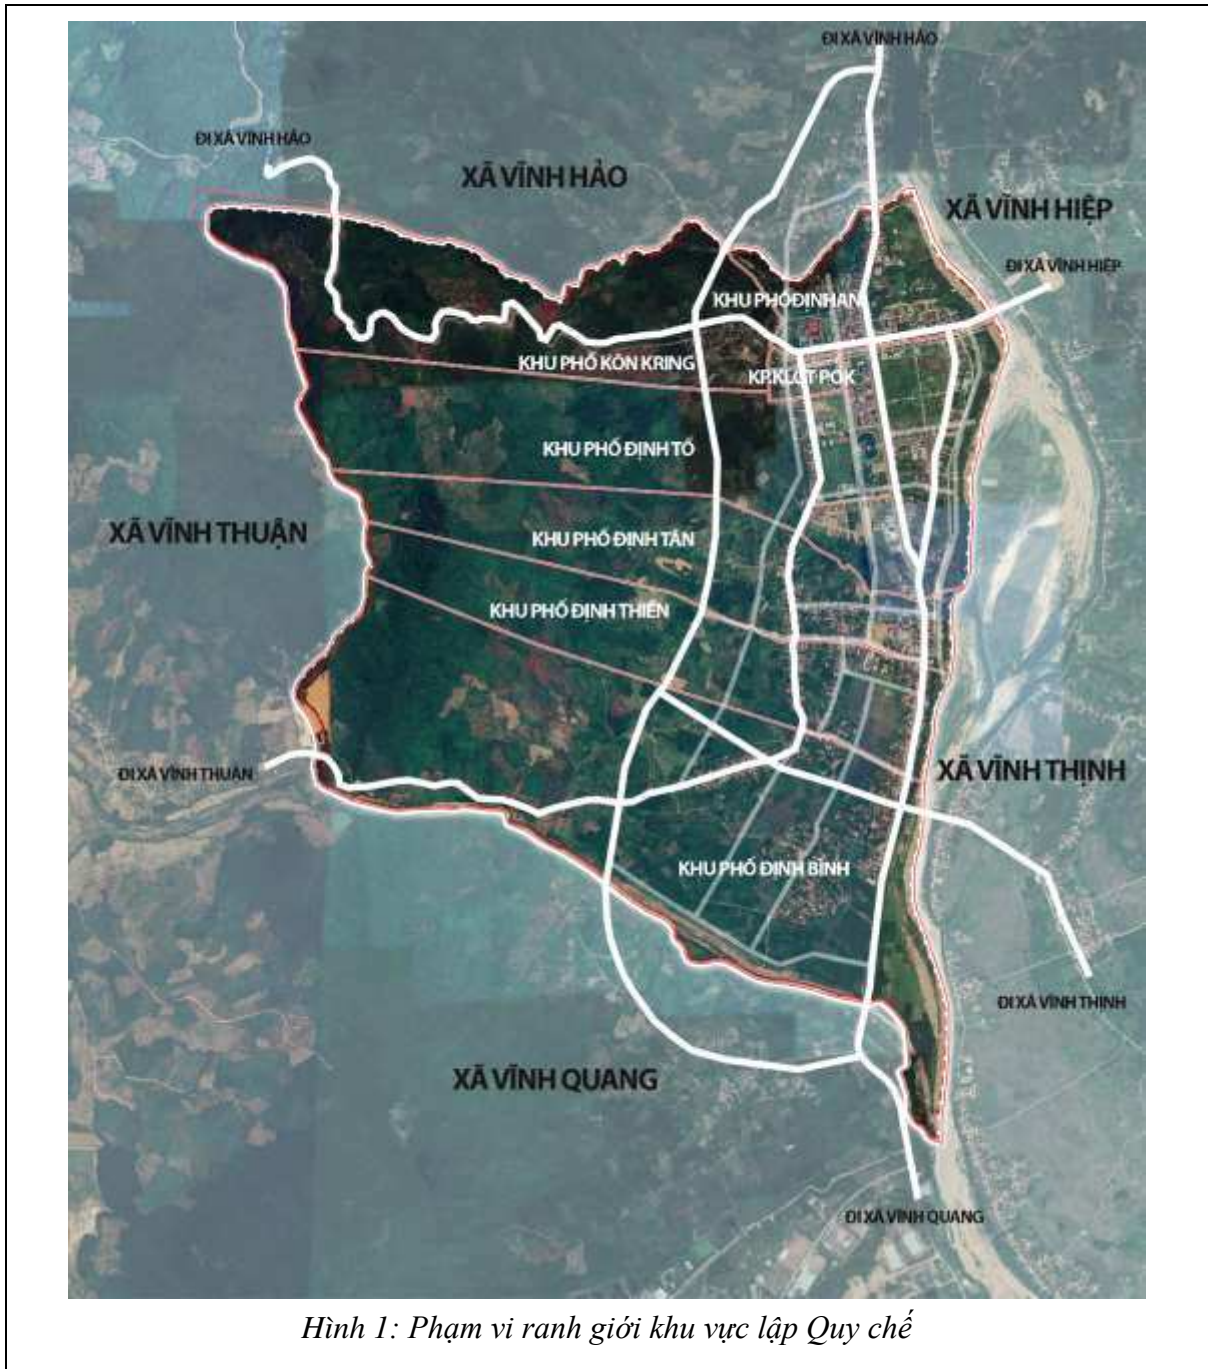 ĐI XÃ VĨNH HẢO
ĐI XÃ VĨNH HẢO
XÃ VĨNH HẢO
XÃ VĨNH HIỆP
ĐI XÃ VĨNH HIỆP
KHU PHỐ ĐỊNH AN
KHU PHỐ KÔN KRING
KP.KLOT POK
KHU PHỐ ĐỊNH TỐ
XÃ VĨNH THUẬN
KHU PHỐ ĐỊNH TÂN
KHU PHỐ ĐỊNH THIỀN
ĐI XÃ VĨNH THUẬN
XÃ VĨNH THỊNH
KHU PHỐ ĐỊNH BÌNH
ĐI XÃ VĨNH THỊNH
XÃ VĨNH QUANG
ĐI XÃ VĨNH QUANG
Hình 1: Phạm vi ranh giới khu vực lập Quy chế